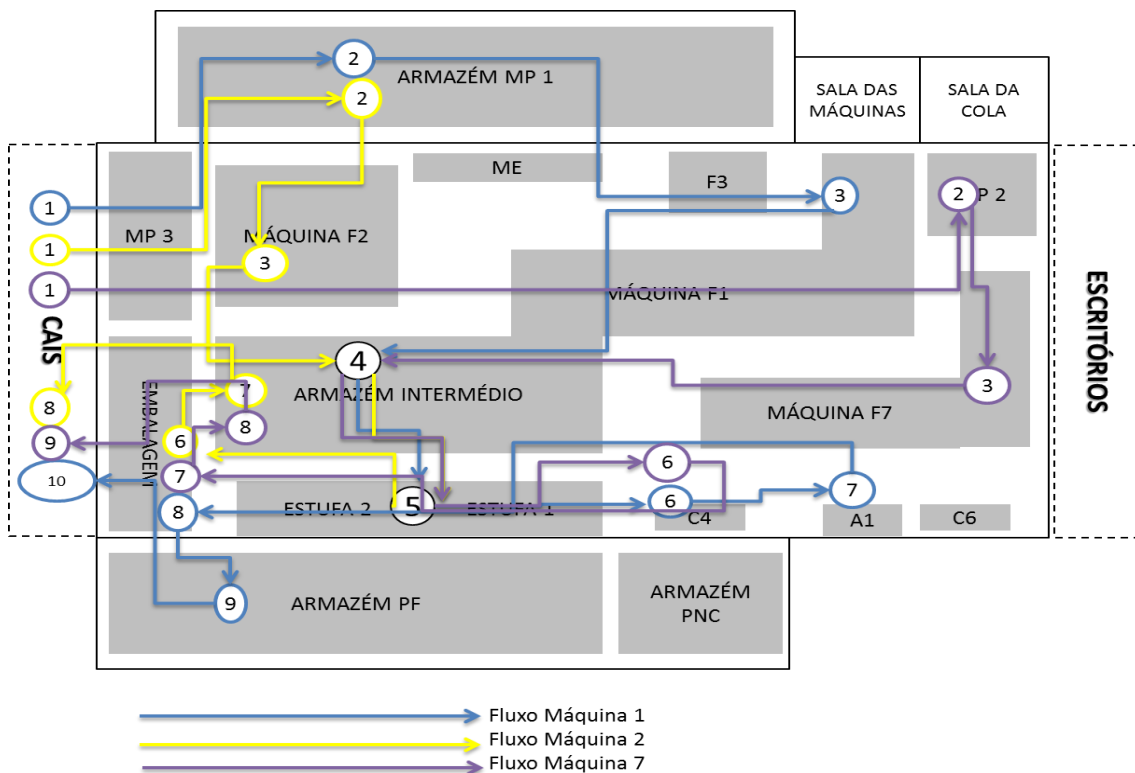 2
ARMAZÉM MP 1
2
SALA DAS
MÁQUINAS
SALA DA
COLA
ME
F3
1
3
2
P 2
MP 3
MÁQUINA F2
1
3
1
MÁQUINA F1
CAIS
ESCRITÓRIOS
4
7
ARMAZÉM INTERMÉDIO
3
8
MÁQUINA F7
EMBALAGEM
8
9
6
6
7
10
7
6
8
ESTUFA 2
5
ESTUFA 1
C4
A1
C6
9
ARMAZÉM PF
ARMAZÉM
PNC
Fluxo Máquina 1
Fluxo Máquina 2
Fluxo Máquina 7